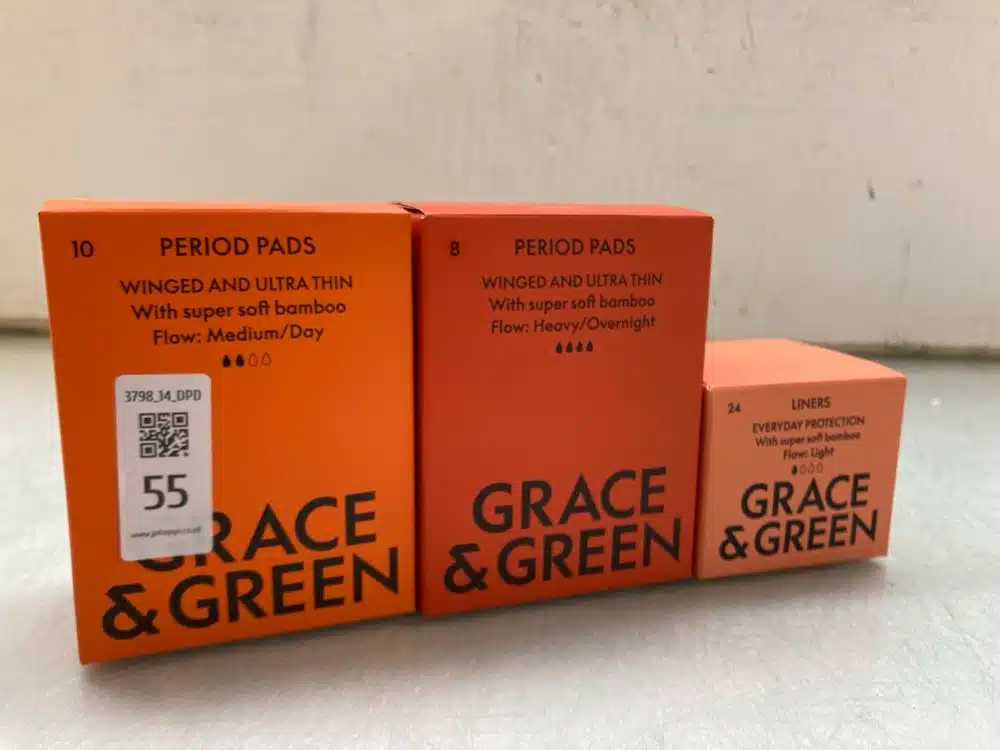 10
PERIOD PADS
WINGED AND ULTRA THIN
With super soft bamboo
Flow: Medium/Day
3798_14_DPD
55
GRACE
& GREEN
8
PERIOD PADS
WINGED AND ULTRA THIN
With super soft bamboo
Flow: Heavy/Overnight
GRACE
& GREEN
24
LINERS
EVERYDAY PROTECTION
With super soft bamboo
Flow: Light
GRACE
& GREEN